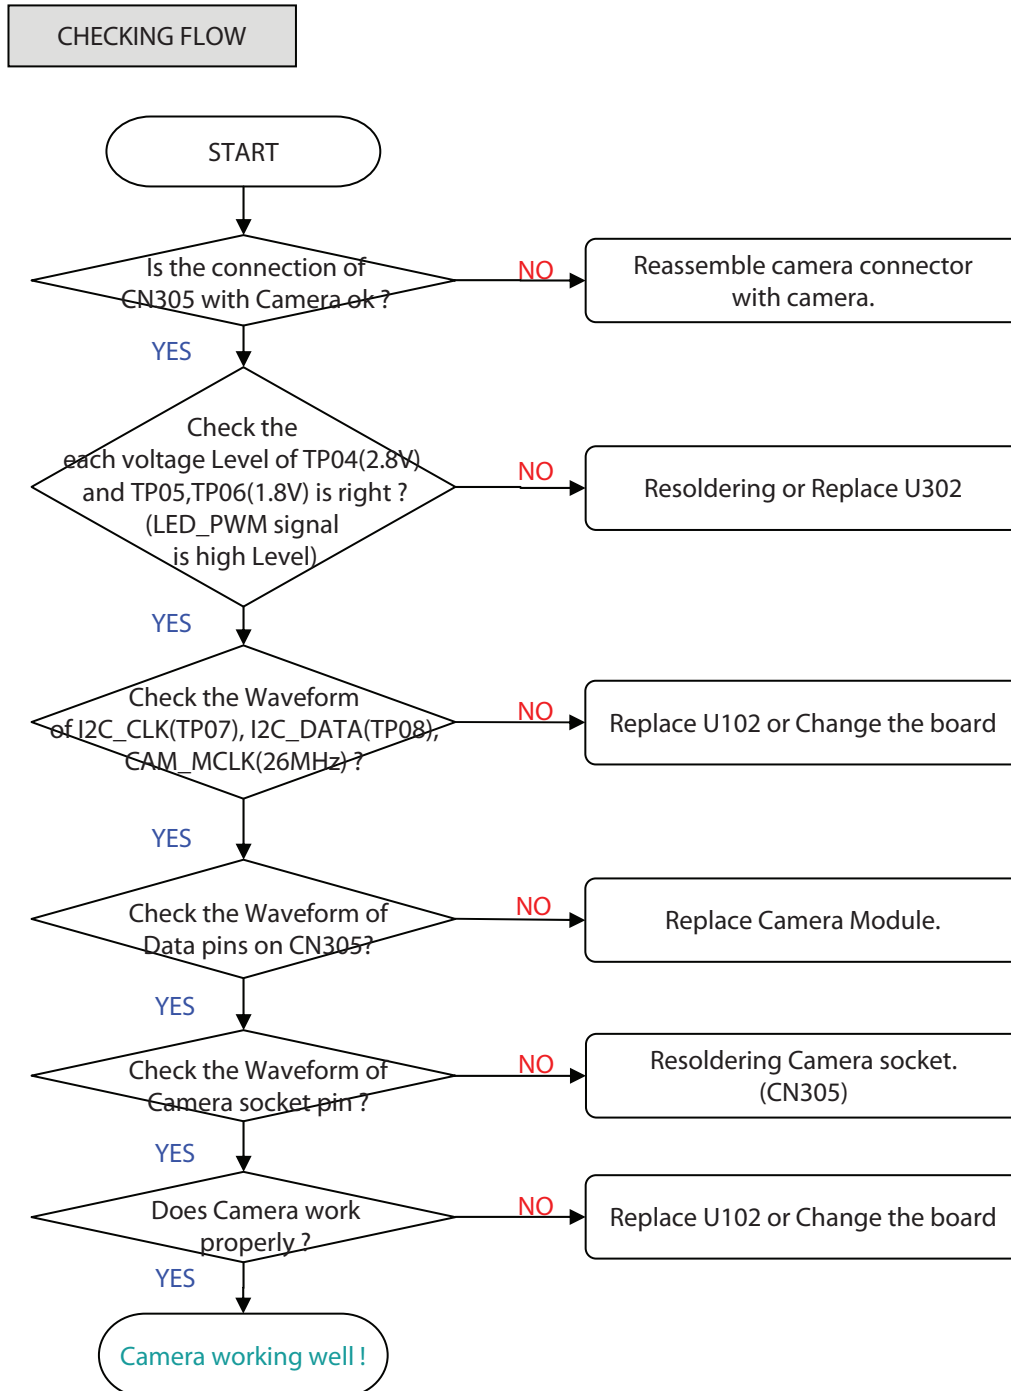 CHECKING FLOW
START
Is the connection of
CN305 with Camera ok ?
NO
Reassemble camera connector
with camera.
YES
Check the
each voltage Level of TP04(2.8V)
and TP05,TP06(1.8V) is right ?
(LED_PWM signal
is high Level)
NO
Resoldering or Replace U302
YES
Check the Waveform
of I2C_CLK(TP07), I2C_DATA(TP08),
CAM_MCLK(26MHz) ?
NO
Replace U102 or Change the board
YES
Check the Waveform of
Data pins on CN305?
NO
Replace Camera Module.
YES
Check the Waveform of
Camera socket pin ?
NO
Resoldering Camera socket.
(CN305)
YES
Does Camera work
properly ?
NO
Replace U102 or Change the board
YES
Camera working well !